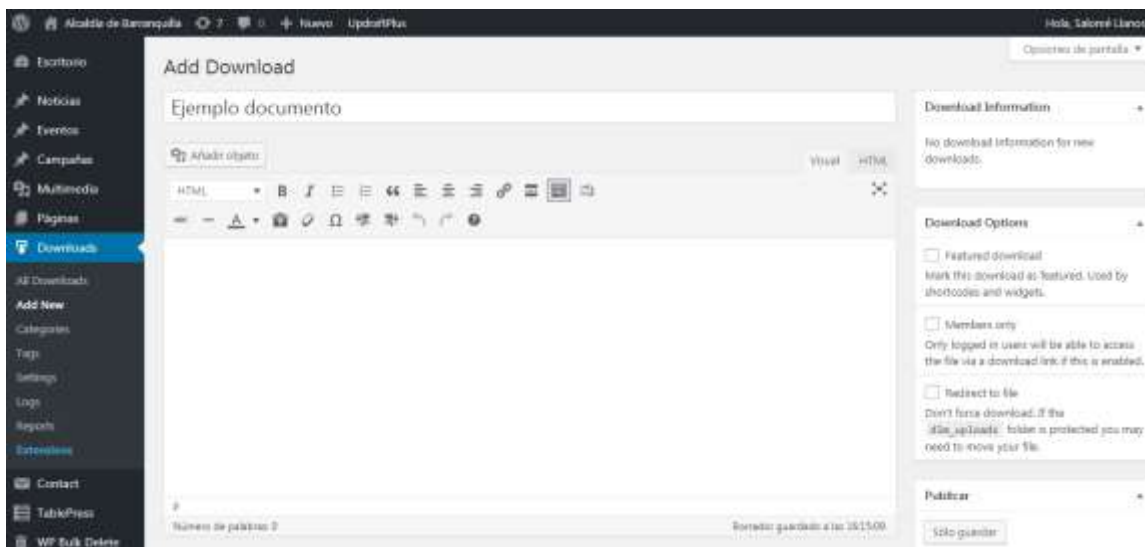 Alcaldía de Barranquilla 7 0 + Nuevo UpdraftPlus
Hola, Salomé Llanos
Opciones de pantalla
Escritorio
Noticias
Eventos
Campañas
Multimedia
Páginas
Downloads
All Downloads
Add New
Categories
Tags
Settings
Logs
Reports
Extensions
Contact
TablePress
WP Bulk Delete
Add Download
Ejemplo documento
Añadir objeto
Visual HTML
HTML
p
Número de palabras: 0
Borrador guardado a las
Download Information
No download information for new
downloads.
Download Options
Featured download
Mark this download as featured. Used by
shortcodes and widgets.
Members only
Only logged in users will be able to access
the file via a download link if this is enabled.
Redirect to file
Don't force download. If the
dlm_uploads folder is protected you may
need to move your file.
Publicar
Sólo guardar